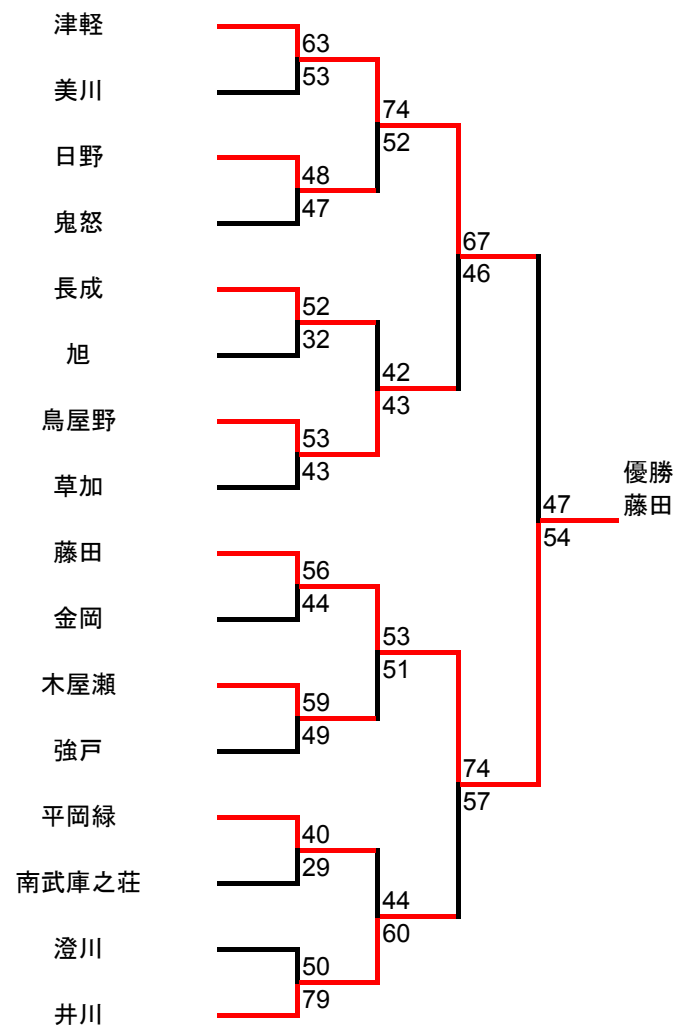 津軽
美川
日野
鬼怒
長成
旭
鳥屋野
草加
藤田
金岡
木屋瀬
強戸
平岡緑
南武庫之荘
澄川
井川
63
53
48
47
52
32
53
43
56
44
59
49
40
29
50
79
74
52
42
43
53
51
44
60
67
46
74
57
47
54
優勝
藤田